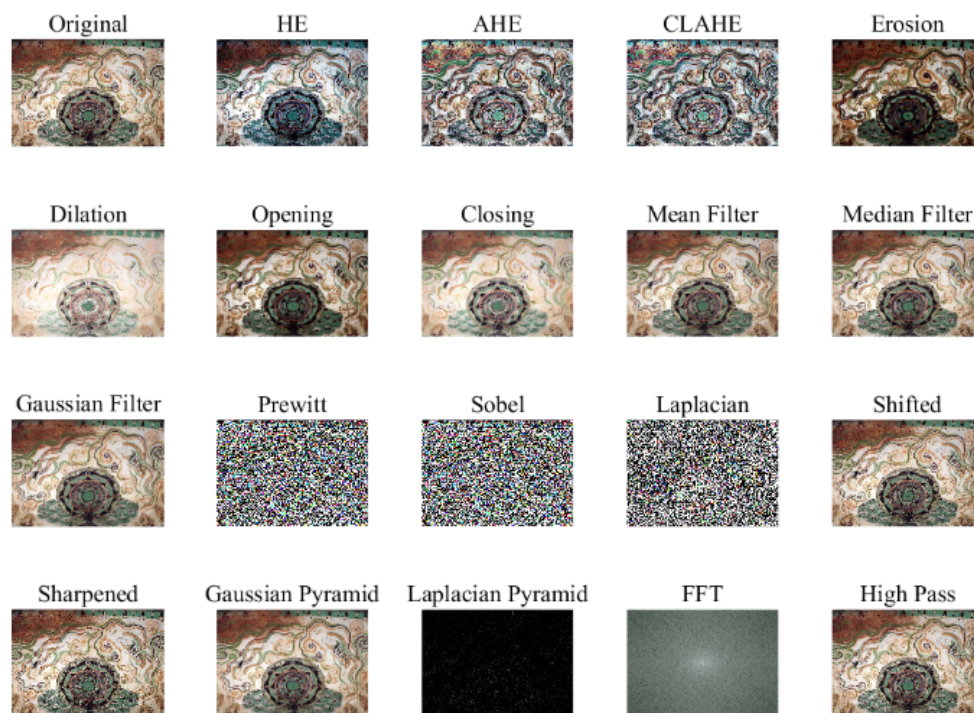 Original HE AHE CLAHE Erosion
Dilation Opening Closing Mean Filter Median Filter
Gaussian Filter Prewitt Sobel Laplacian Shifted
Sharpened Gaussian Pyramid Laplacian Pyramid FFT High Pass